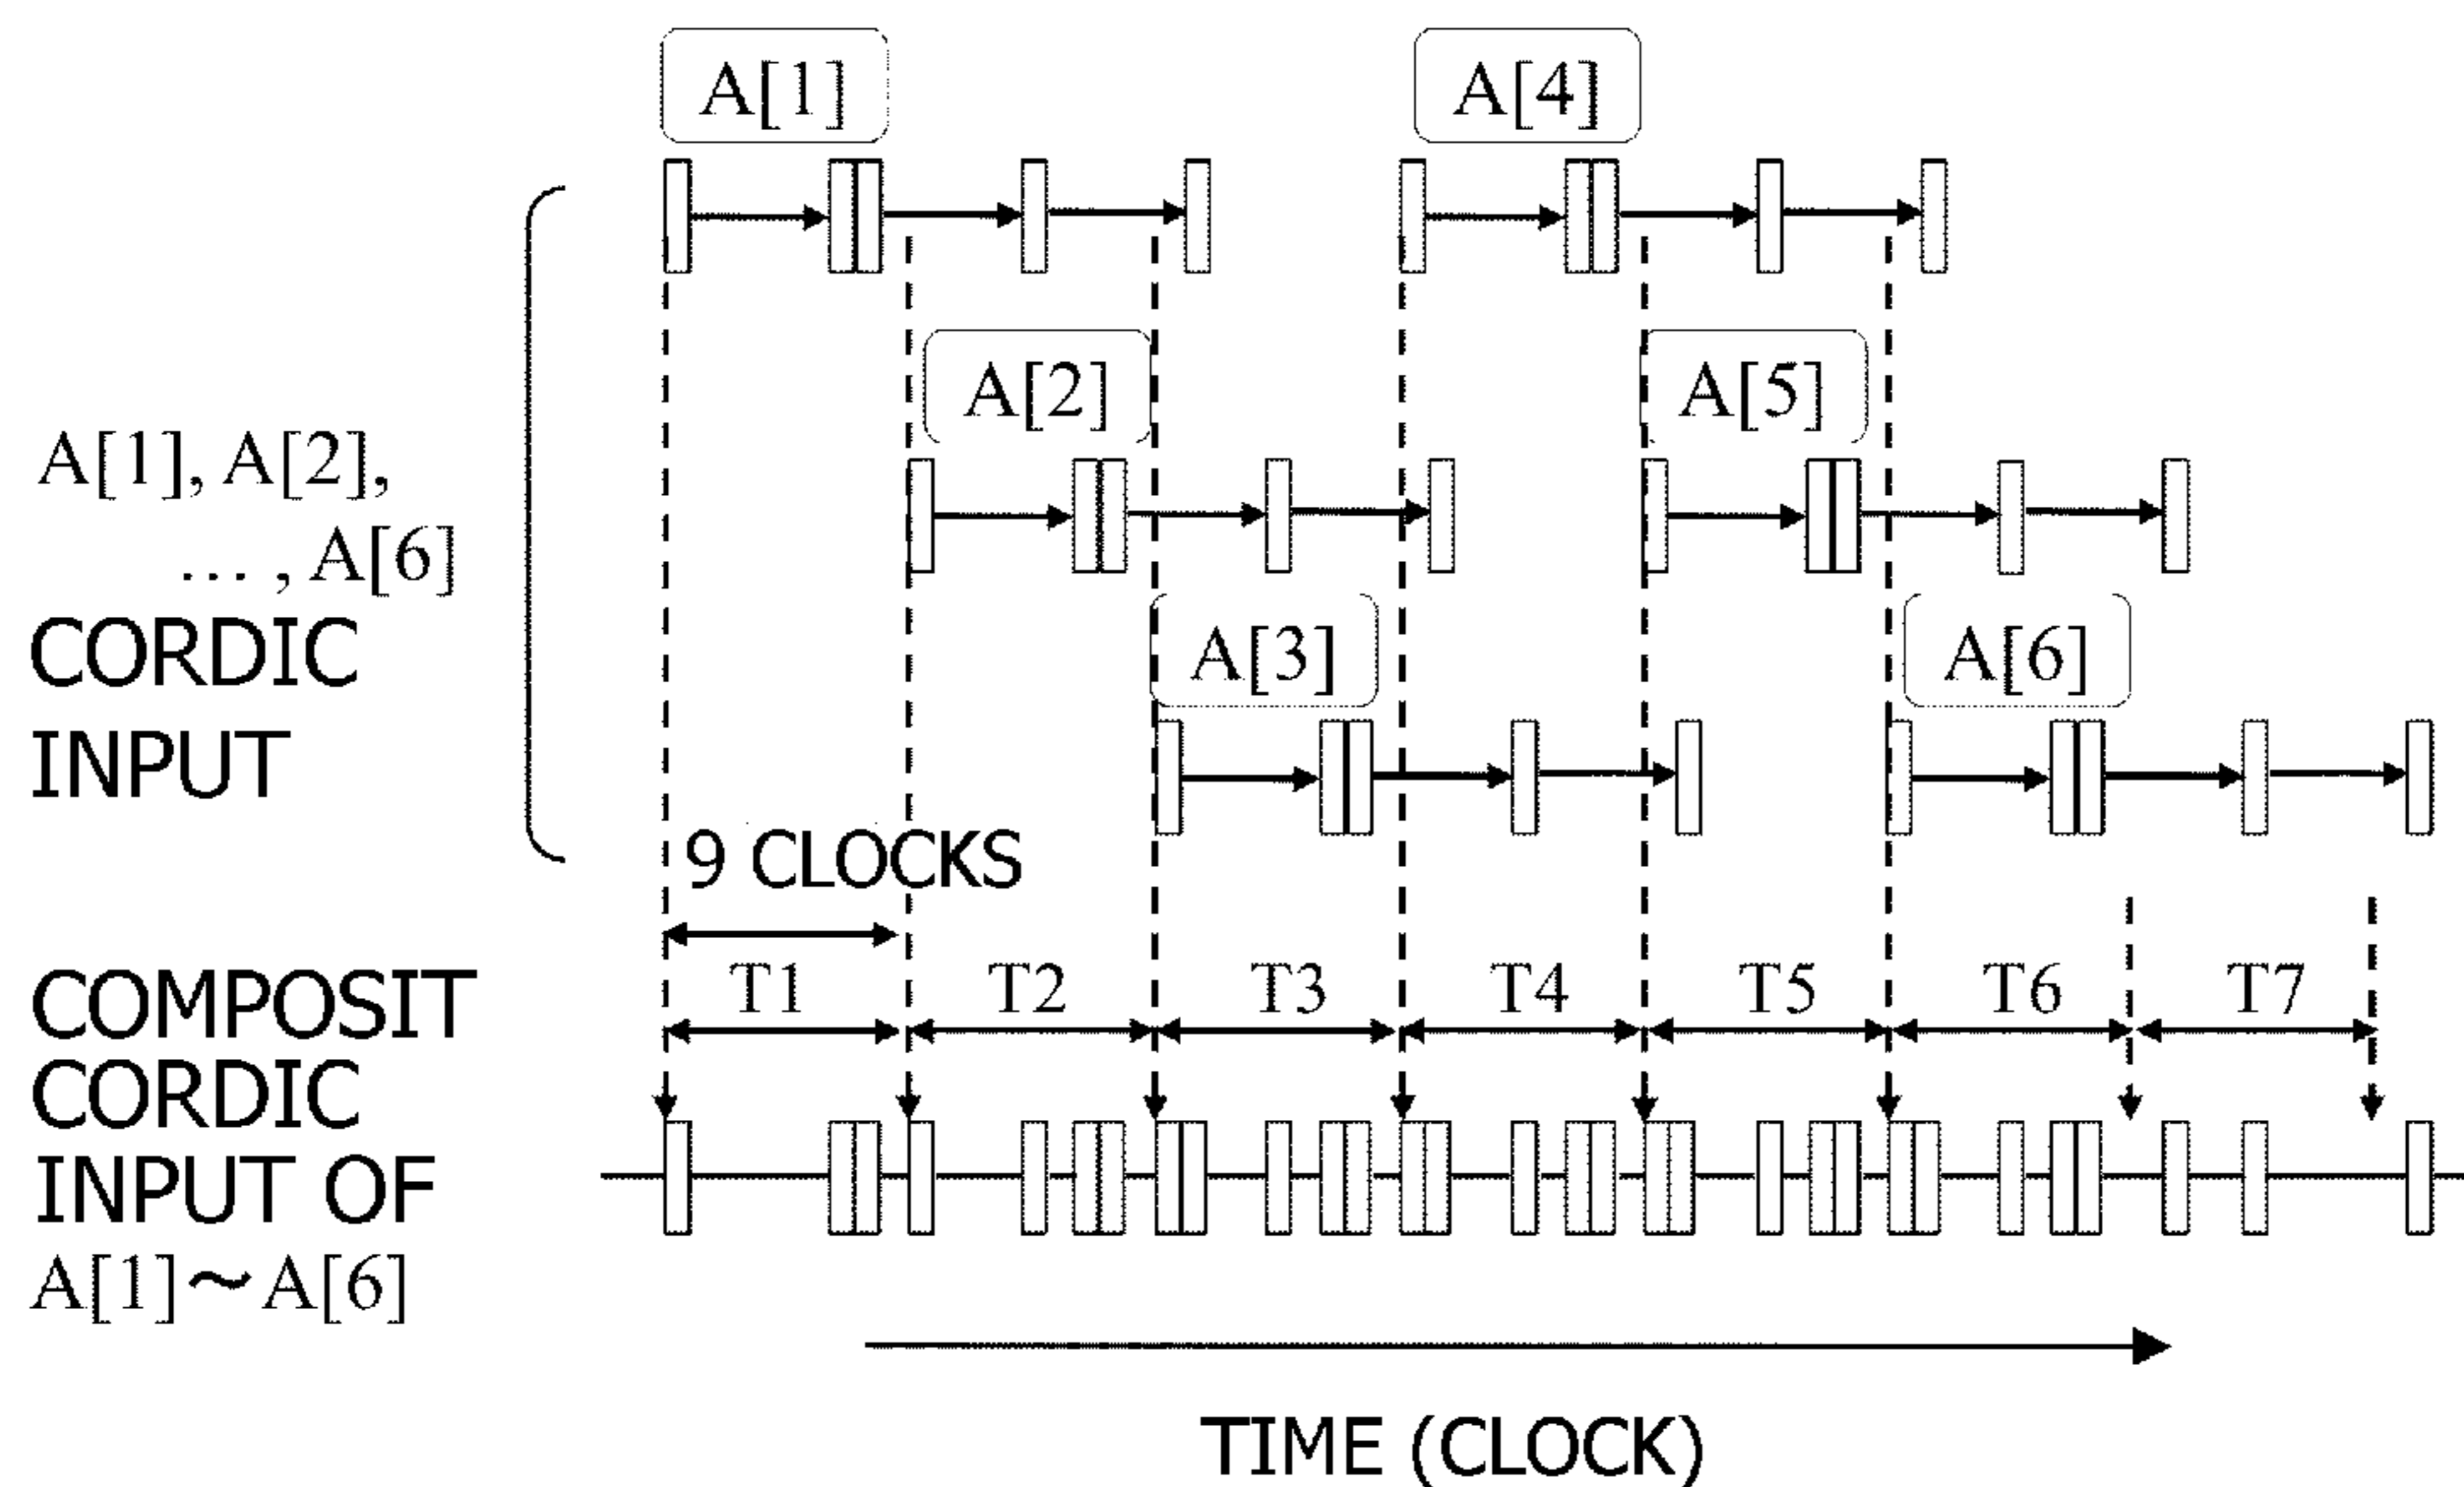 A[1]
A[4]
A[2]
A[5]
A[1], A[2],
... , A[6]
CORDIC
INPUT
A[3]
A[6]
9 CLOCKS
T1 T2 T3 T4 T5 T6 T7
COMPOSIT
CORDIC
INPUT OF
A[1]~A[6]
TIME (CLOCK)